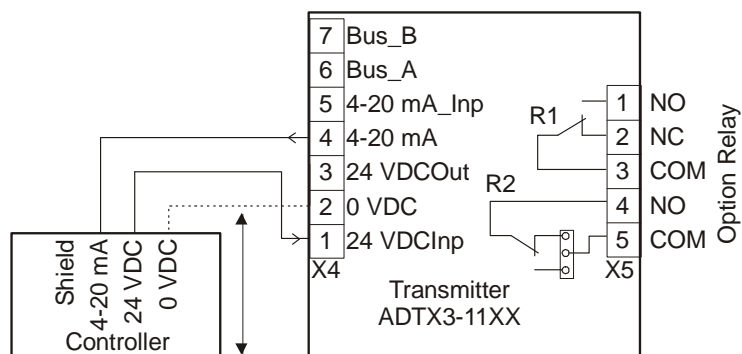 7 Bus_B
6 Bus_A
5 4-20 mA_Inp
4 4-20 mA
3 24 VDCOut
2 0 VDC
1 24 VDCInp
X4
R1
R2
1 NO
2 NC
3 COM
4 NO
5 COM
X5
Option Relay
Transmitter
ADTX3-11XX
Shield
4-20 mA
24 VDC
0 VDC
Controller